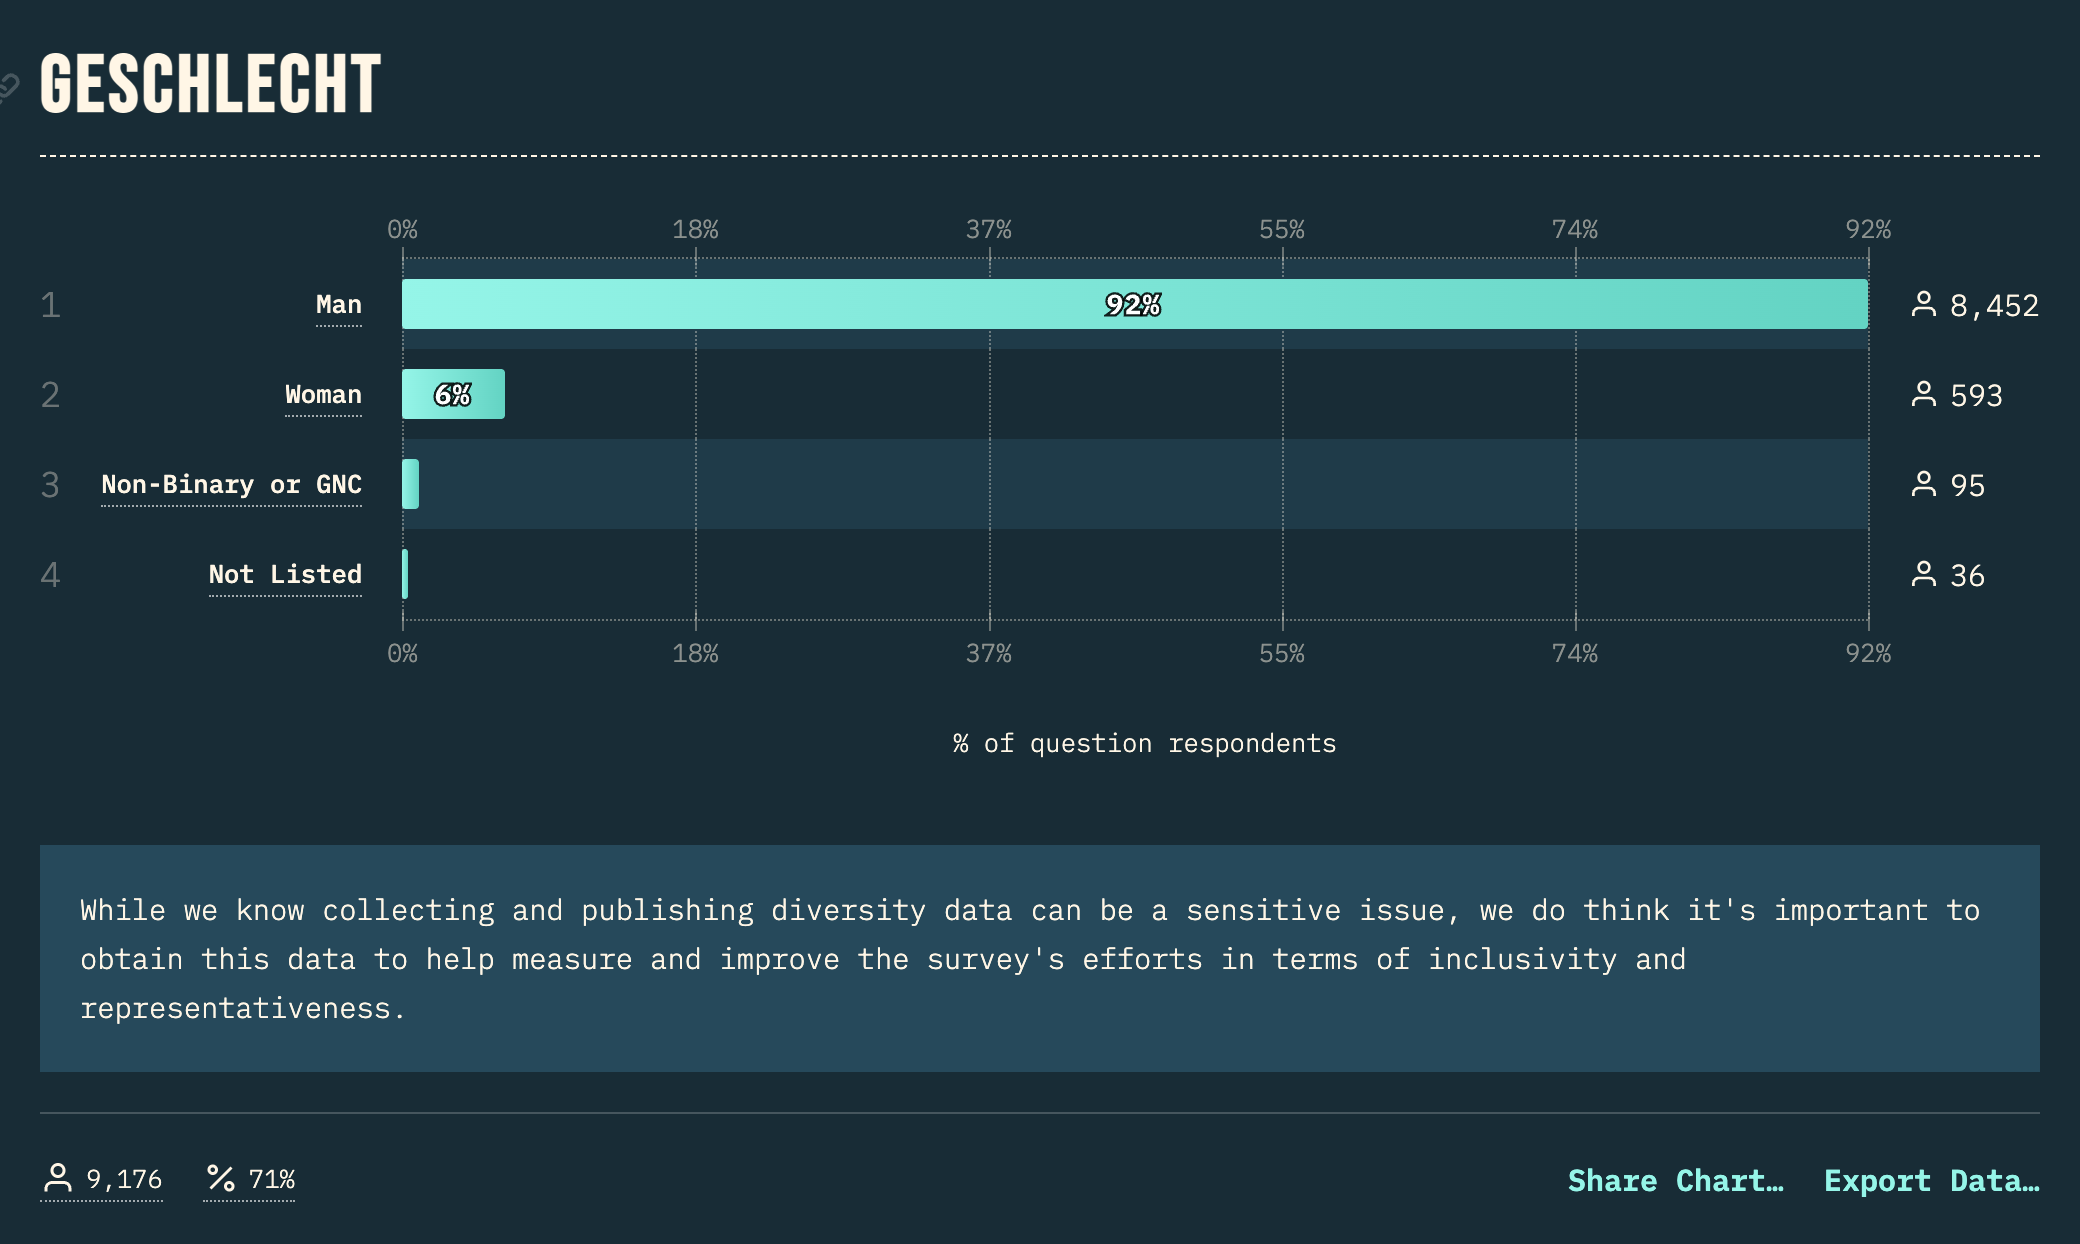 GESCHLECHT
0% 18% 37% 55% 74% 92%
1 Man 92% 8,452
2 Woman 6% 593
3 Non-Binary or GNC 95
4 Not Listed 36
0% 18% 37% 55% 74% 92%
% of question respondents
While we know collecting and publishing diversity data can be a sensitive issue, we do think it's important to
obtain this data to help measure and improve the survey's efforts in terms of inclusivity and
representativeness.
9,176 71% Share Chart… Export Data…